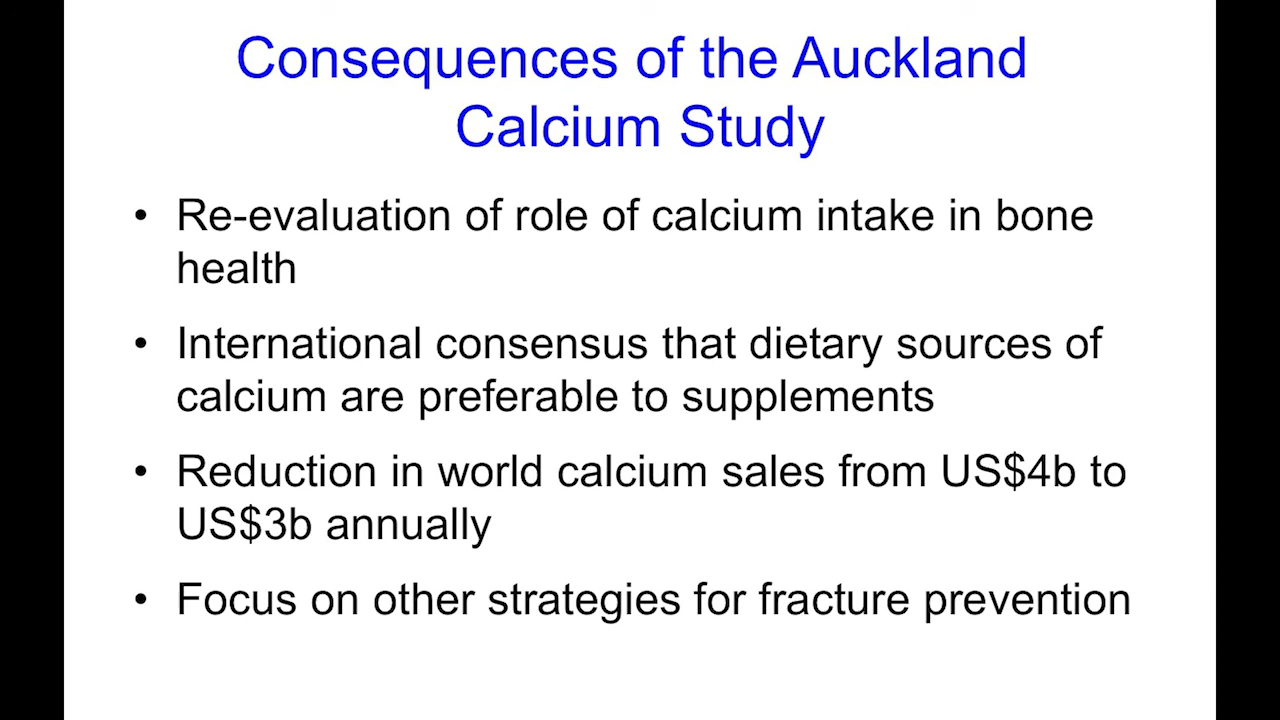 Consequences of the Auckland
Calcium Study
• Re-evaluation of role of calcium intake in bone
health
• International consensus that dietary sources of
calcium are preferable to supplements
• Reduction in world calcium sales from US$4b to
US$3b annually
• Focus on other strategies for fracture prevention